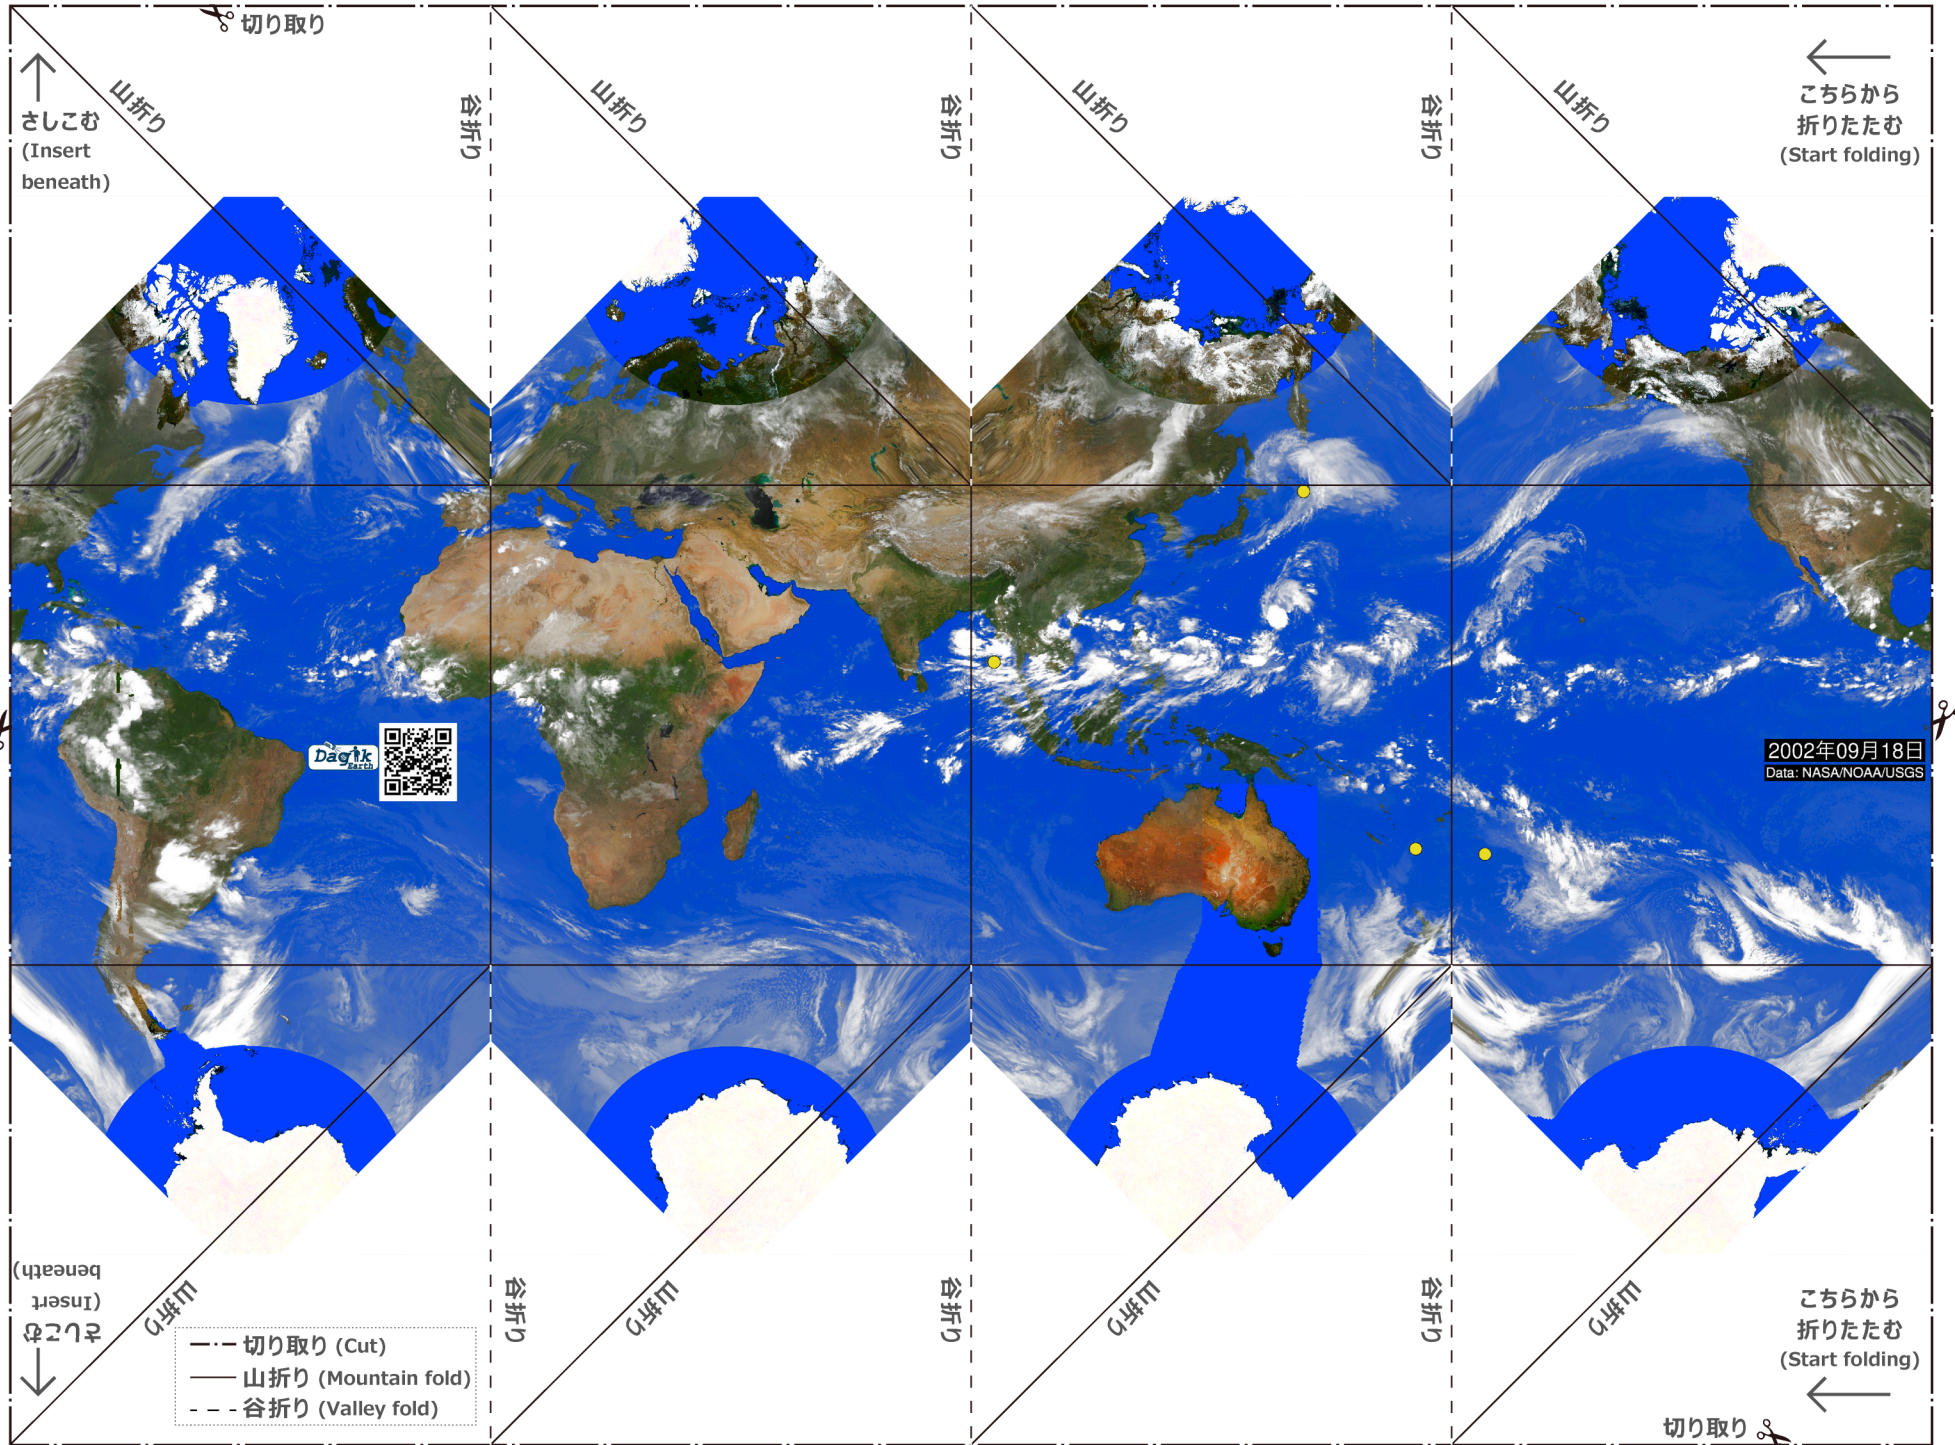 切り取り
さしこむ
(Insert
beneath)
山折り
谷折り
山折り
谷折り
山折り
谷折り
山折り
こちらから
折りたたむ
(Start folding)
Dagik
Earth
2002年09月18日
Data: NASA/NOAA/USGS
さしこむ
(Insert
beneath)
山折り
谷折り
山折り
谷折り
山折り
谷折り
山折り
こちらから
折りたたむ
(Start folding)
切り取り (Cut)
山折り (Mountain fold)
谷折り (Valley fold)
切り取り